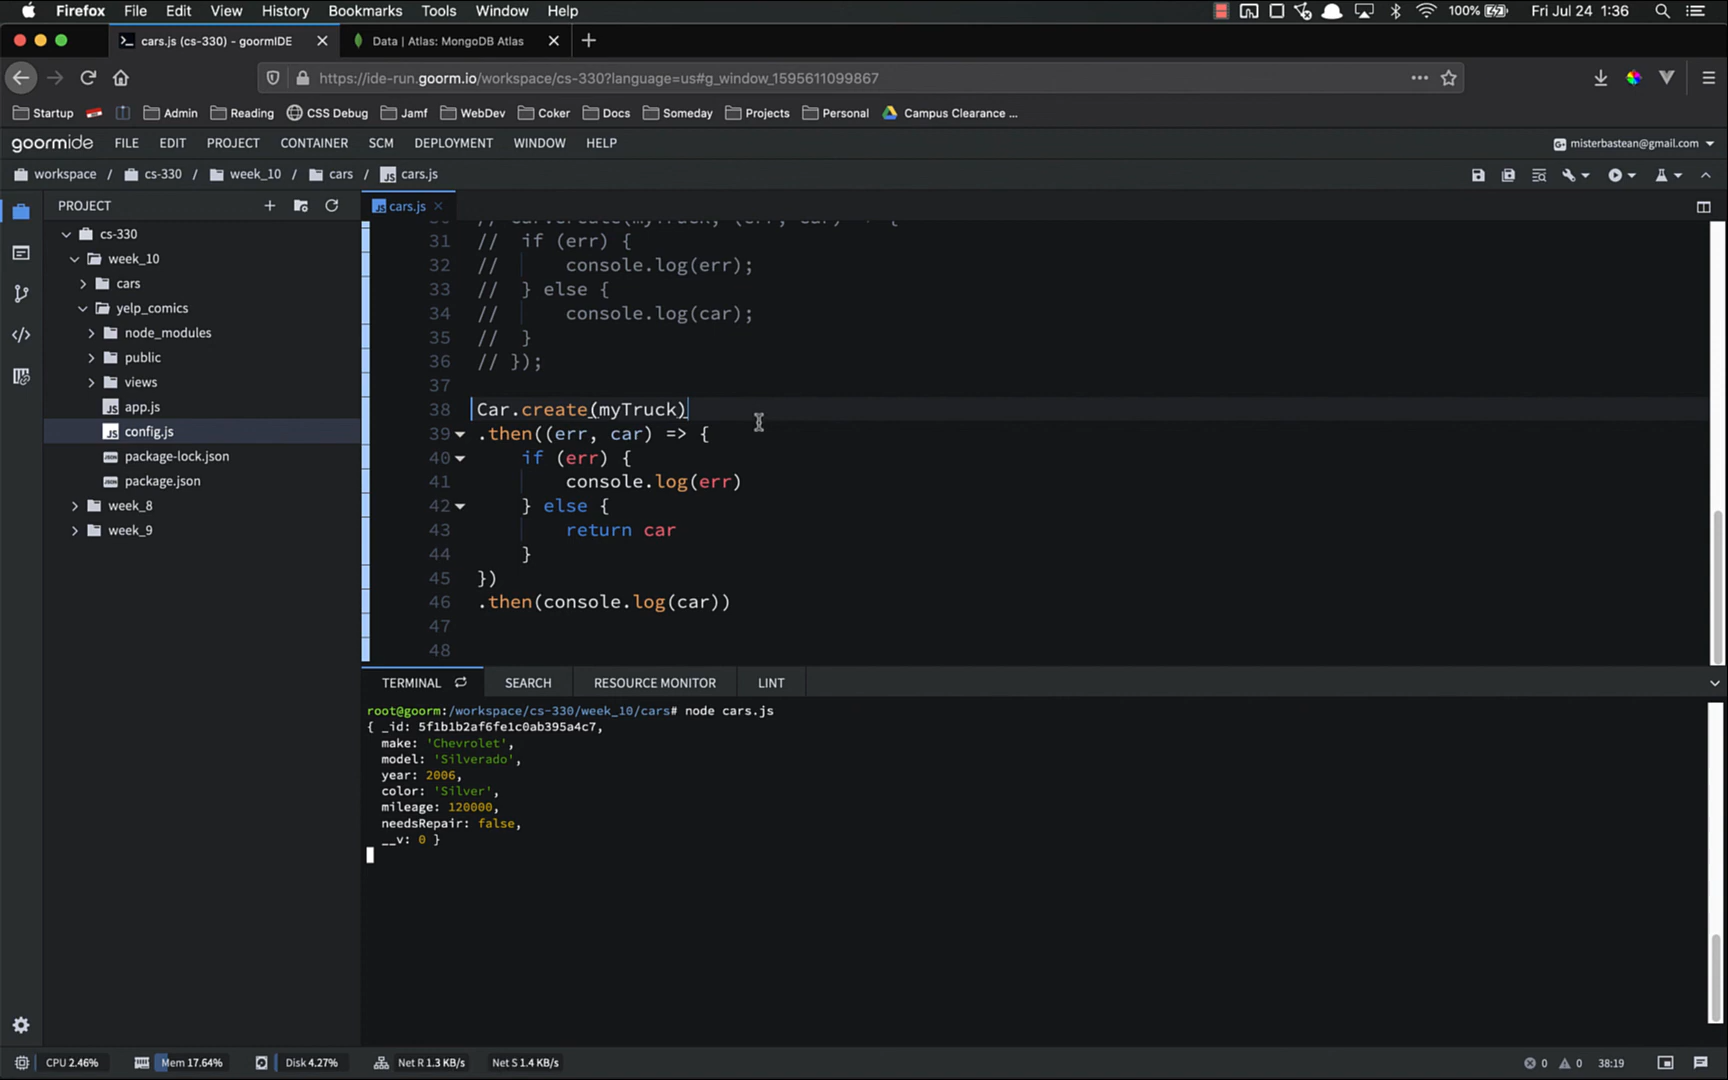 Firefox File Edit View History Bookmarks Tools Window Help 100% Fri Jul 24 1:36
cars.js (cs-330) - goormIDE Data | Atlas: MongoDB Atlas
https://ide-run.goorm.io/workspace/cs-330?language=us#g_window_1595611099867
Startup Admin Reading CSS Debug Jamf WebDev Coker Docs Someday Projects Personal Campus Clearance ...
goormide FILE EDIT PROJECT CONTAINER SCM DEPLOYMENT WINDOW HELP misterbastean@gmail.com
workspace / cs-330 / week_10 / cars / cars.js
PROJECT
cs-330
week_10
cars
yelp_comics
node_modules
public
views
app.js
config.js
package-lock.json
package.json
week_8
week_9
cars.js
30 // Car.create(myTruck, (err, car) => {
31 // if (err) {
32 // console.log(err);
33 // } else {
34 // console.log(car);
35 // }
36 // });
37
38 Car.create(myTruck)
39 .then((err, car) => {
40 if (err) {
41 console.log(err)
42 } else {
43 return car
44 }
45 })
46 .then(console.log(car))
47
48
TERMINAL SEARCH RESOURCE MONITOR LINT
root@goorm:/workspace/cs-330/week_10/cars# node cars.js
{ _id: 5f1b1b2af6fe1c0ab395a4c7,
make: 'Chevrolet',
model: 'Silverado',
year: 2006,
color: 'Silver',
mileage: 120000,
needsRepair: false,
__v: 0 }
CPU 2.46% Mem 17.64% Disk 4.27% Net R 1.3 KB/s Net S 1.4 KB/s 0 0 38:19